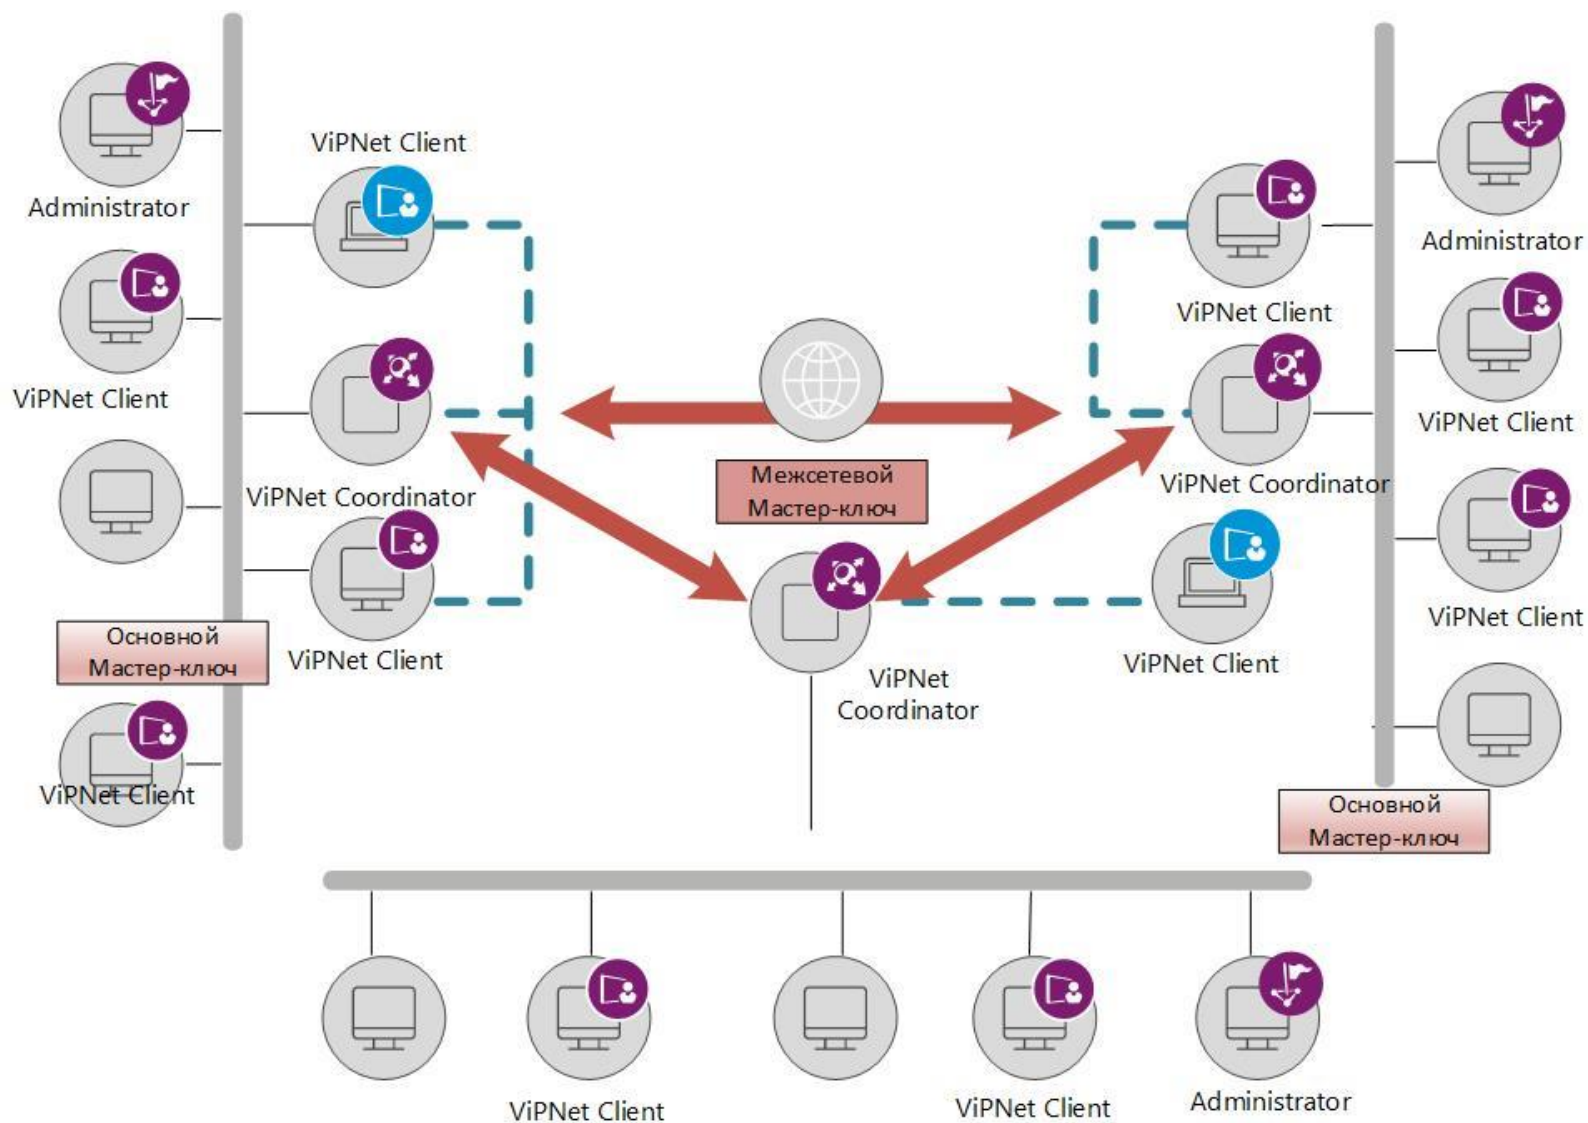 ViPNet Client
Administrator
ViPNet Client
ViPNet Coordinator
ViPNet Client
Основной
Мастер-ключ
ViPNet Client
Межсетевой
Мастер-ключ
ViPNet
Coordinator
ViPNet Client
ViPNet Coordinator
ViPNet Client
Administrator
ViPNet Client
ViPNet Client
Основной
Мастер-ключ
ViPNet Client
ViPNet Client
Administrator